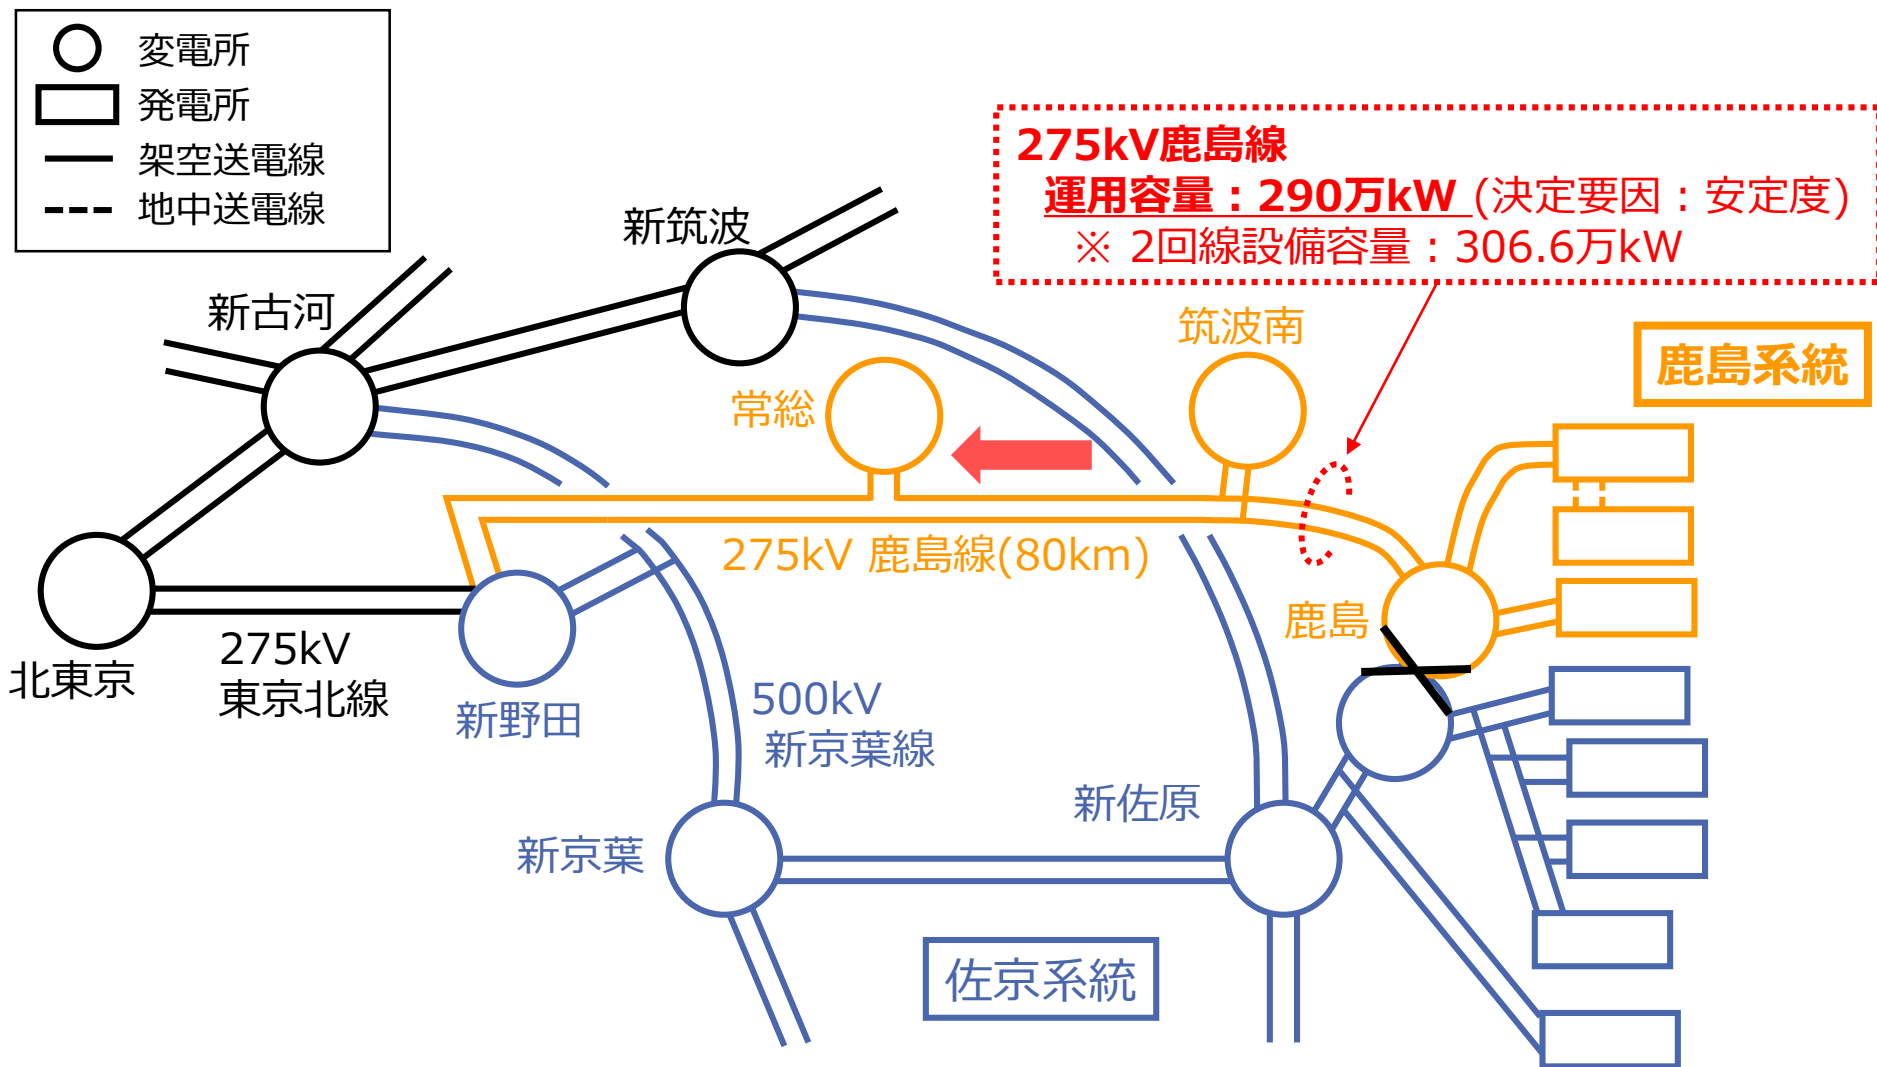 変電所
発電所
架空送電線
地中送電線
275kV鹿島線
運用容量：290万kW (決定要因：安定度)
※ 2回線設備容量：306.6万kW
新筑波
新古河
筑波南
鹿島系統
常総
275kV 鹿島線(80km)
鹿島
275kV
東京北線
北東京
新野田
500kV
新京葉線
新佐原
新京葉
佐京系統